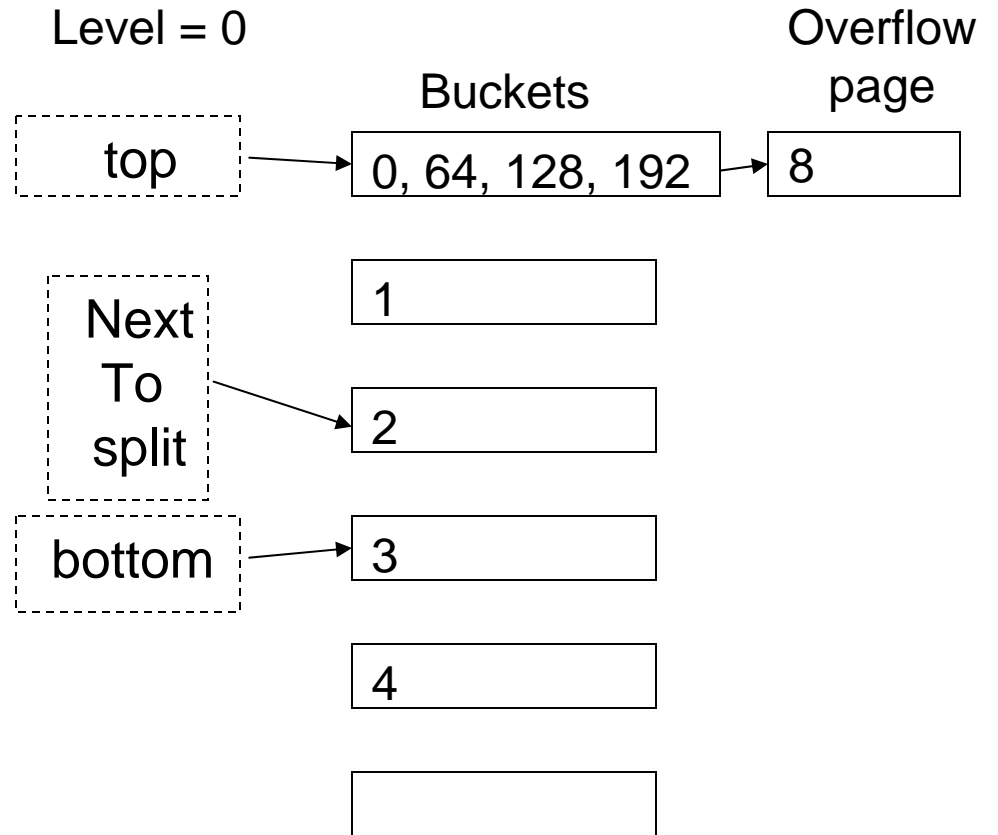 Level = 0
Overflow
page
Buckets
top
0, 64, 128, 192
8
1
Next
To
split
2
bottom
3
4